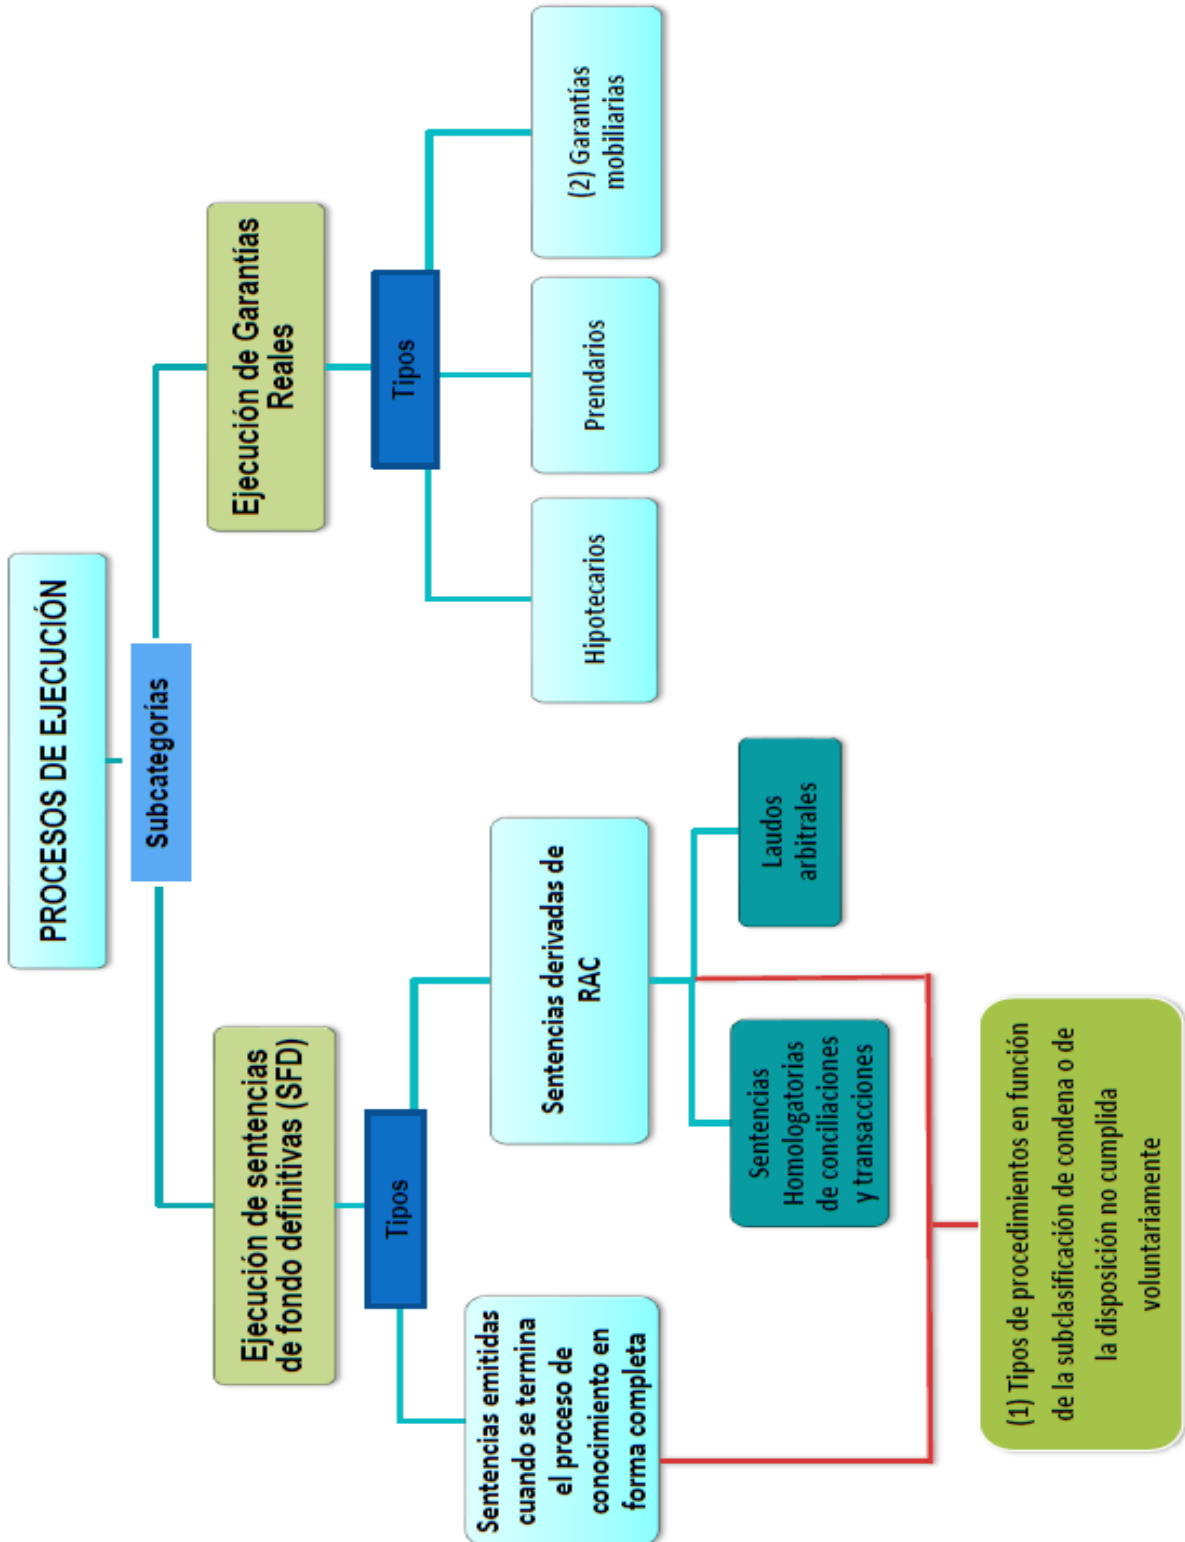 PROCESOS DE EJECUCIÓN
Subcategorías
Ejecución de sentencias
de fondo definitivas (SFD)
Tipos
Sentencias emitidas
cuando se termina
el proceso de
conocimiento en
forma completa
Sentencias derivadas de
RAC
Sentencias
Homologatorias
de conciliaciones
y transacciones
Laudos
arbitrales
(1) Tipos de procedimientos en función
de la subclasificación de condena o de
la disposición no cumplida
voluntariamente
Ejecución de Garantías
Reales
Tipos
Hipotecarios
Prendarios
(2) Garantías
mobiliarias